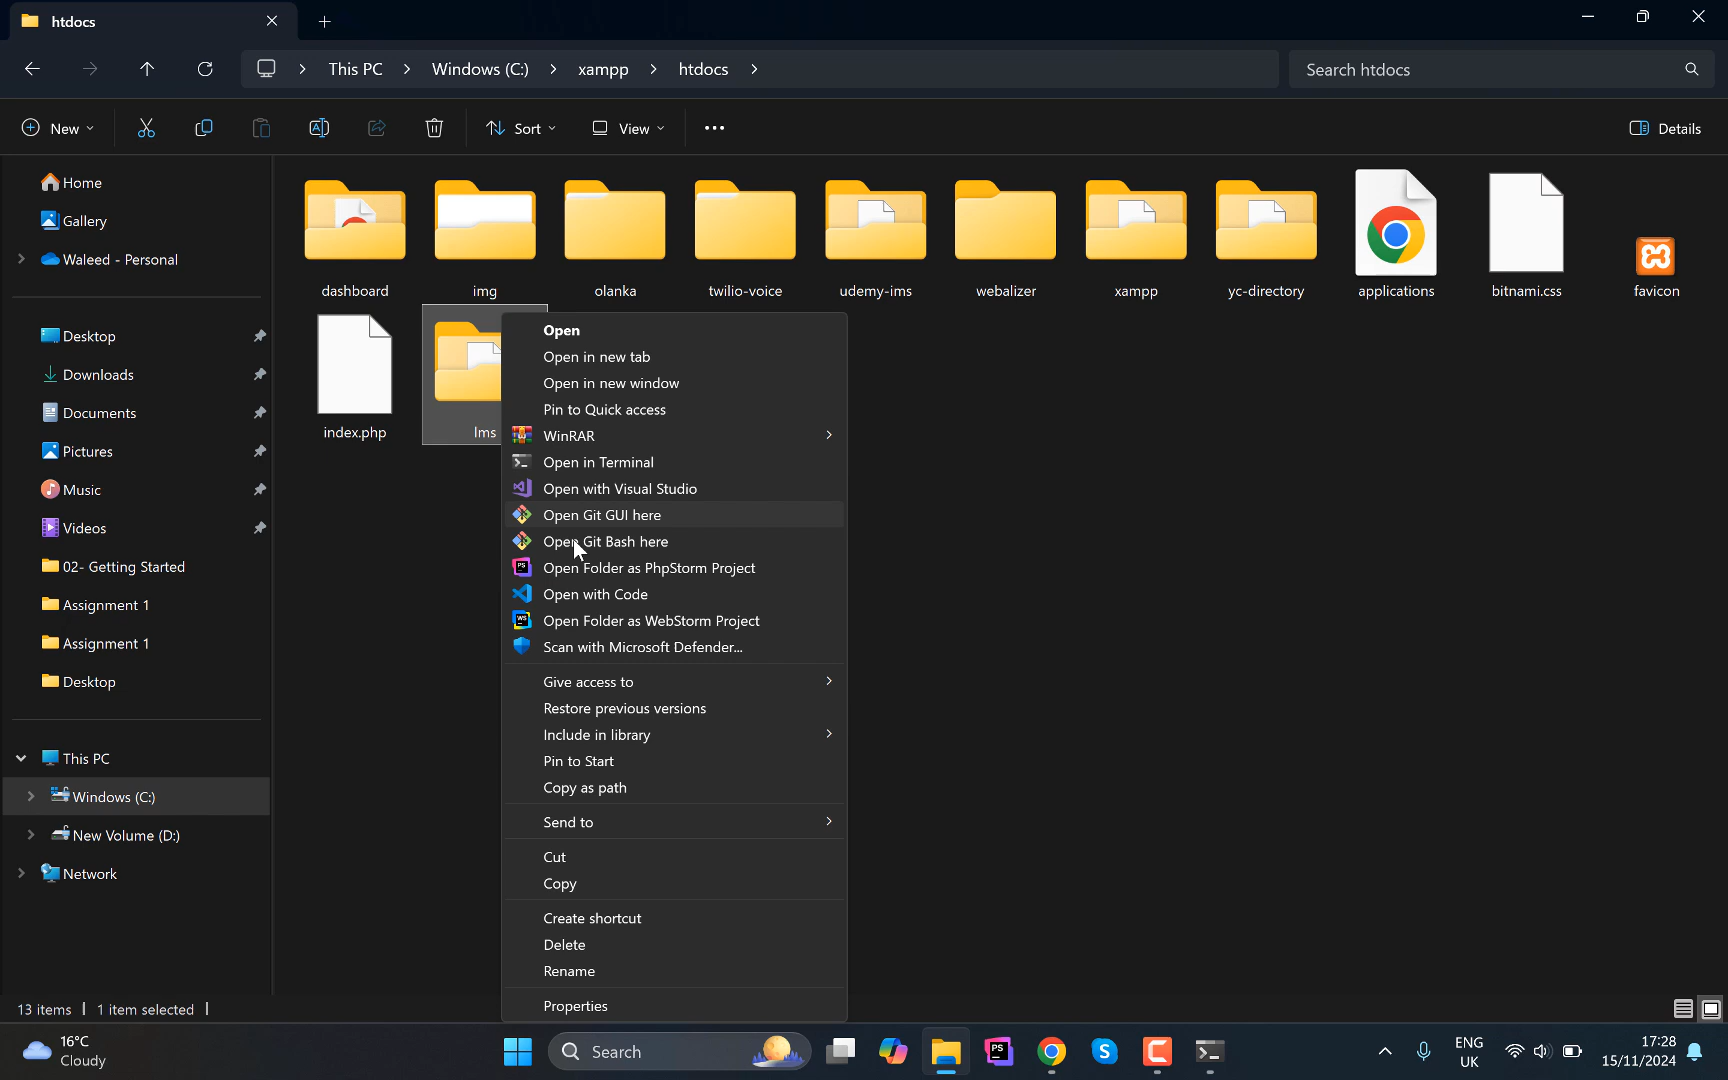 htdocs
This PC
Windows (C:)
xampp
htdocs
Search htdocs
New
Sort
View
Details
Home
Gallery
Waleed - Personal
Desktop
Downloads
Documents
Pictures
Music
Videos
02- Getting Started
Assignment 1
Assignment 1
Desktop
This PC
Windows (C:)
New Volume (D:)
Network
dashboard
img
olanka
twilio-voice
udemy-ims
webalizer
xampp
yc-directory
applications
bitnami.css
favicon
index.php
lms
Open
Open in new tab
Open in new window
Pin to Quick access
WinRAR
Open in Terminal
Open with Visual Studio
Open Git GUI here
Open Git Bash here
Open Folder as PhpStorm Project
Open with Code
Open Folder as WebStorm Project
Scan with Microsoft Defender...
Give access to
Restore previous versions
Include in library
Pin to Start
Copy as path
Send to
Cut
Copy
Create shortcut
Delete
Rename
Properties
13 items
1 item selected
16°C
Cloudy
Search
ENG
UK
17:28
15/11/2024